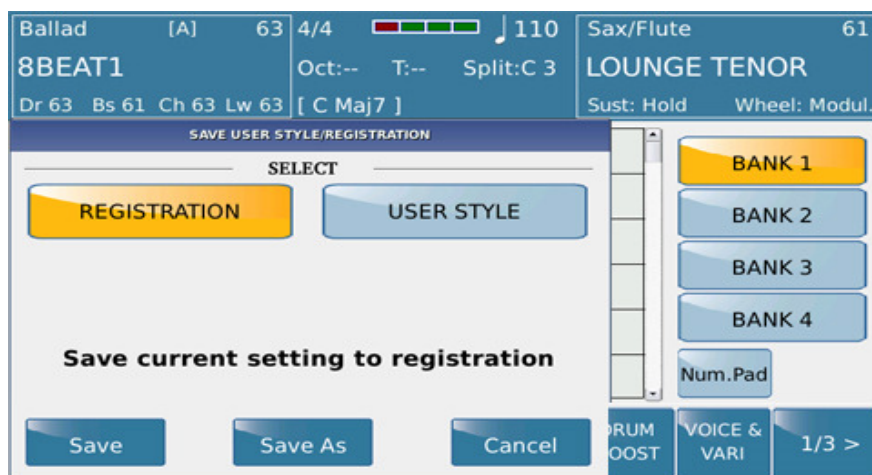 Ballad [A] 63 4/4 110 Sax/Flute 61
8BEAT1 Oct:-- T:-- Split:C 3 LOUNGE TENOR
Dr 63 Bs 61 Ch 63 Lw 63 [ C Maj7 ] Sust: Hold Wheel: Modul.
SAVE USER STYLE/REGISTRATION
SELECT
REGISTRATION USER STYLE
Save current setting to registration
Save Save As Cancel
BANK 1
BANK 2
BANK 3
BANK 4
Num.Pad
VOICE &
VARI
1/3 >